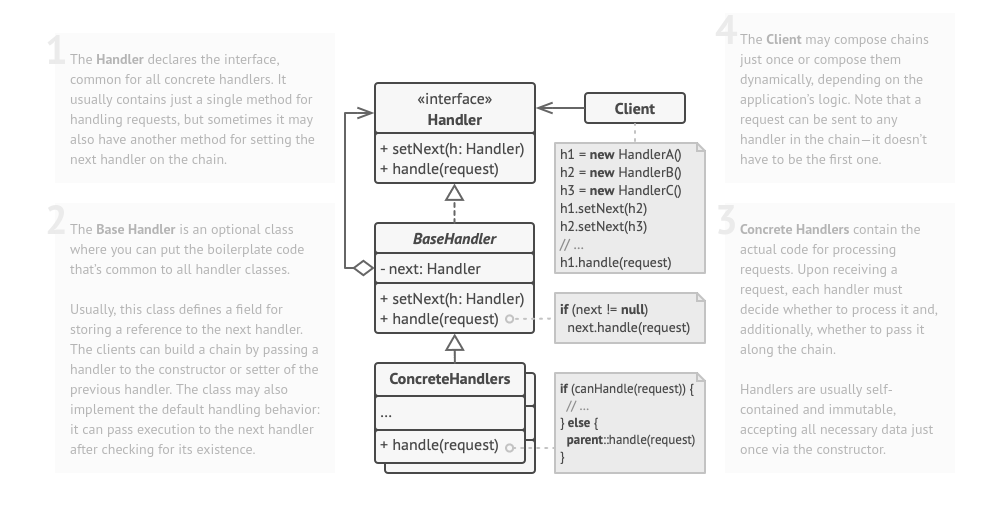 1
The Handler declares the interface,
common for all concrete handlers. It
usually contains just a single method for
handling requests, but sometimes it may
also have another method for setting the
next handler on the chain.
2
The Base Handler is an optional class
where you can put the boilerplate code
that's common to all handler classes.
Usually, this class defines a field for
storing a reference to the next handler.
The clients can build a chain by passing a
handler to the constructor or setter of the
previous handler. The class may also
implement the default handling behavior:
it can pass execution to the next handler
after checking for its existence.
«interface»
Handler
+ setNext(h: Handler)
+ handle(request)
BaseHandler
- next: Handler
+ setNext(h: Handler)
+ handle(request)
ConcreteHandlers
...
+ handle(request)
Client
h1 = new HandlerA()
h2 = new HandlerB()
h3 = new HandlerC()
h1.setNext(h2)
h2.setNext(h3)
// ...
h1.handle(request)
if (next != null)
next.handle(request)
if (canHandle(request)) {
// ...
} else {
parent::handle(request)
}
4
The Client may compose chains
just once or compose them
dynamically, depending on the
application's logic. Note that a
request can be sent to any
handler in the chain—it doesn't
have to be the first one.
3
Concrete Handlers contain the
actual code for processing
requests. Upon receiving a
request, each handler must
decide whether to process it and,
additionally, whether to pass it
along the chain.
Handlers are usually self-
contained and immutable,
accepting all necessary data just
once via the constructor.